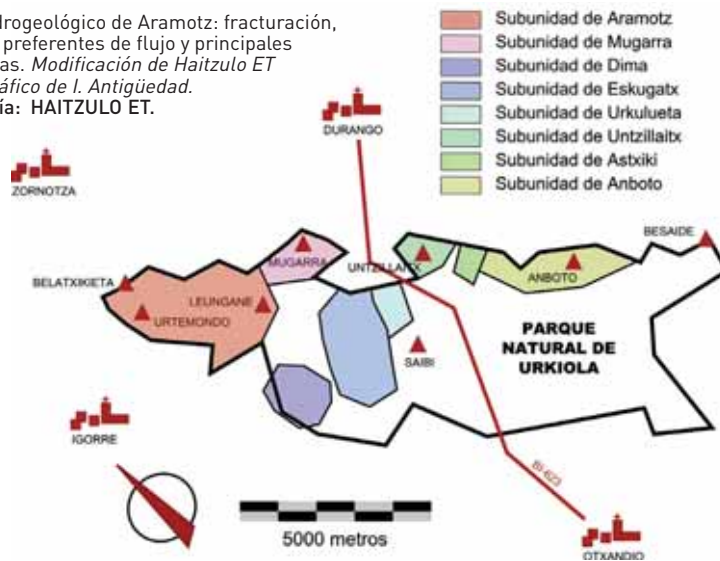 drogeológico de Aramotz: fracturación,
preferentes de flujo y principales
as. Modificación de Haitzulo ET
áfico de I. Antigüedad.
ía: HAITZULO ET.
Subunidad de Aramotz
Subunidad de Mugarra
Subunidad de Dima
Subunidad de Eskugatx
Subunidad de Urkulueta
Subunidad de Untzillaitx
Subunidad de Astxiki
Subunidad de Anboto
DURANGO
ZORNOTZA
BESAIDE
MUGARRA
UNTZILLAITX
ANBOTO
BELATXIKIETA
LEUNGANE
URTEMONDO
PARQUE
NATURAL DE
URKIOLA
SAIBI
IGORRE
BI-623
5000 metros
OTXANDIO